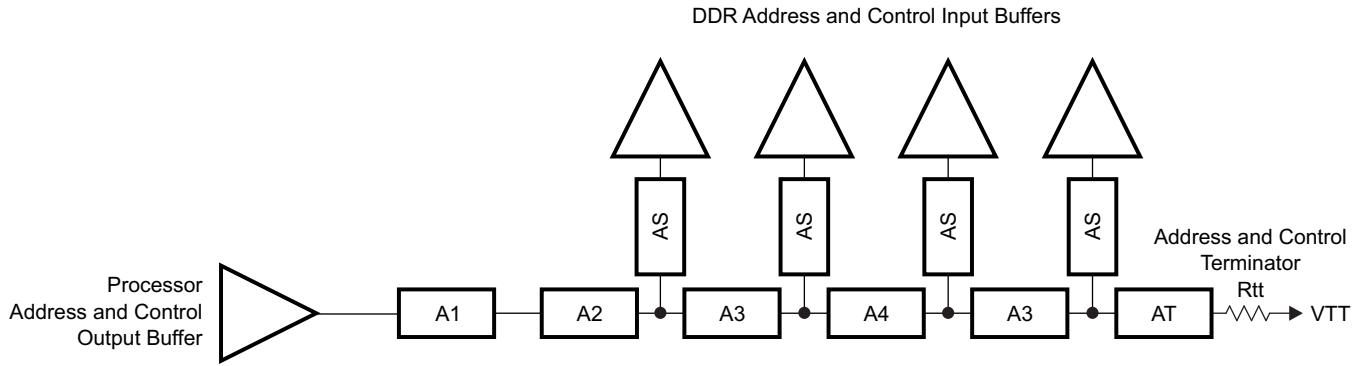 DDR Address and Control Input Buffers
AS
AS
AS
AS
Address and Control
Terminator
Rtt
Processor
Address and Control
Output Buffer
A1
A2
A3
A4
A3
AT
VTT